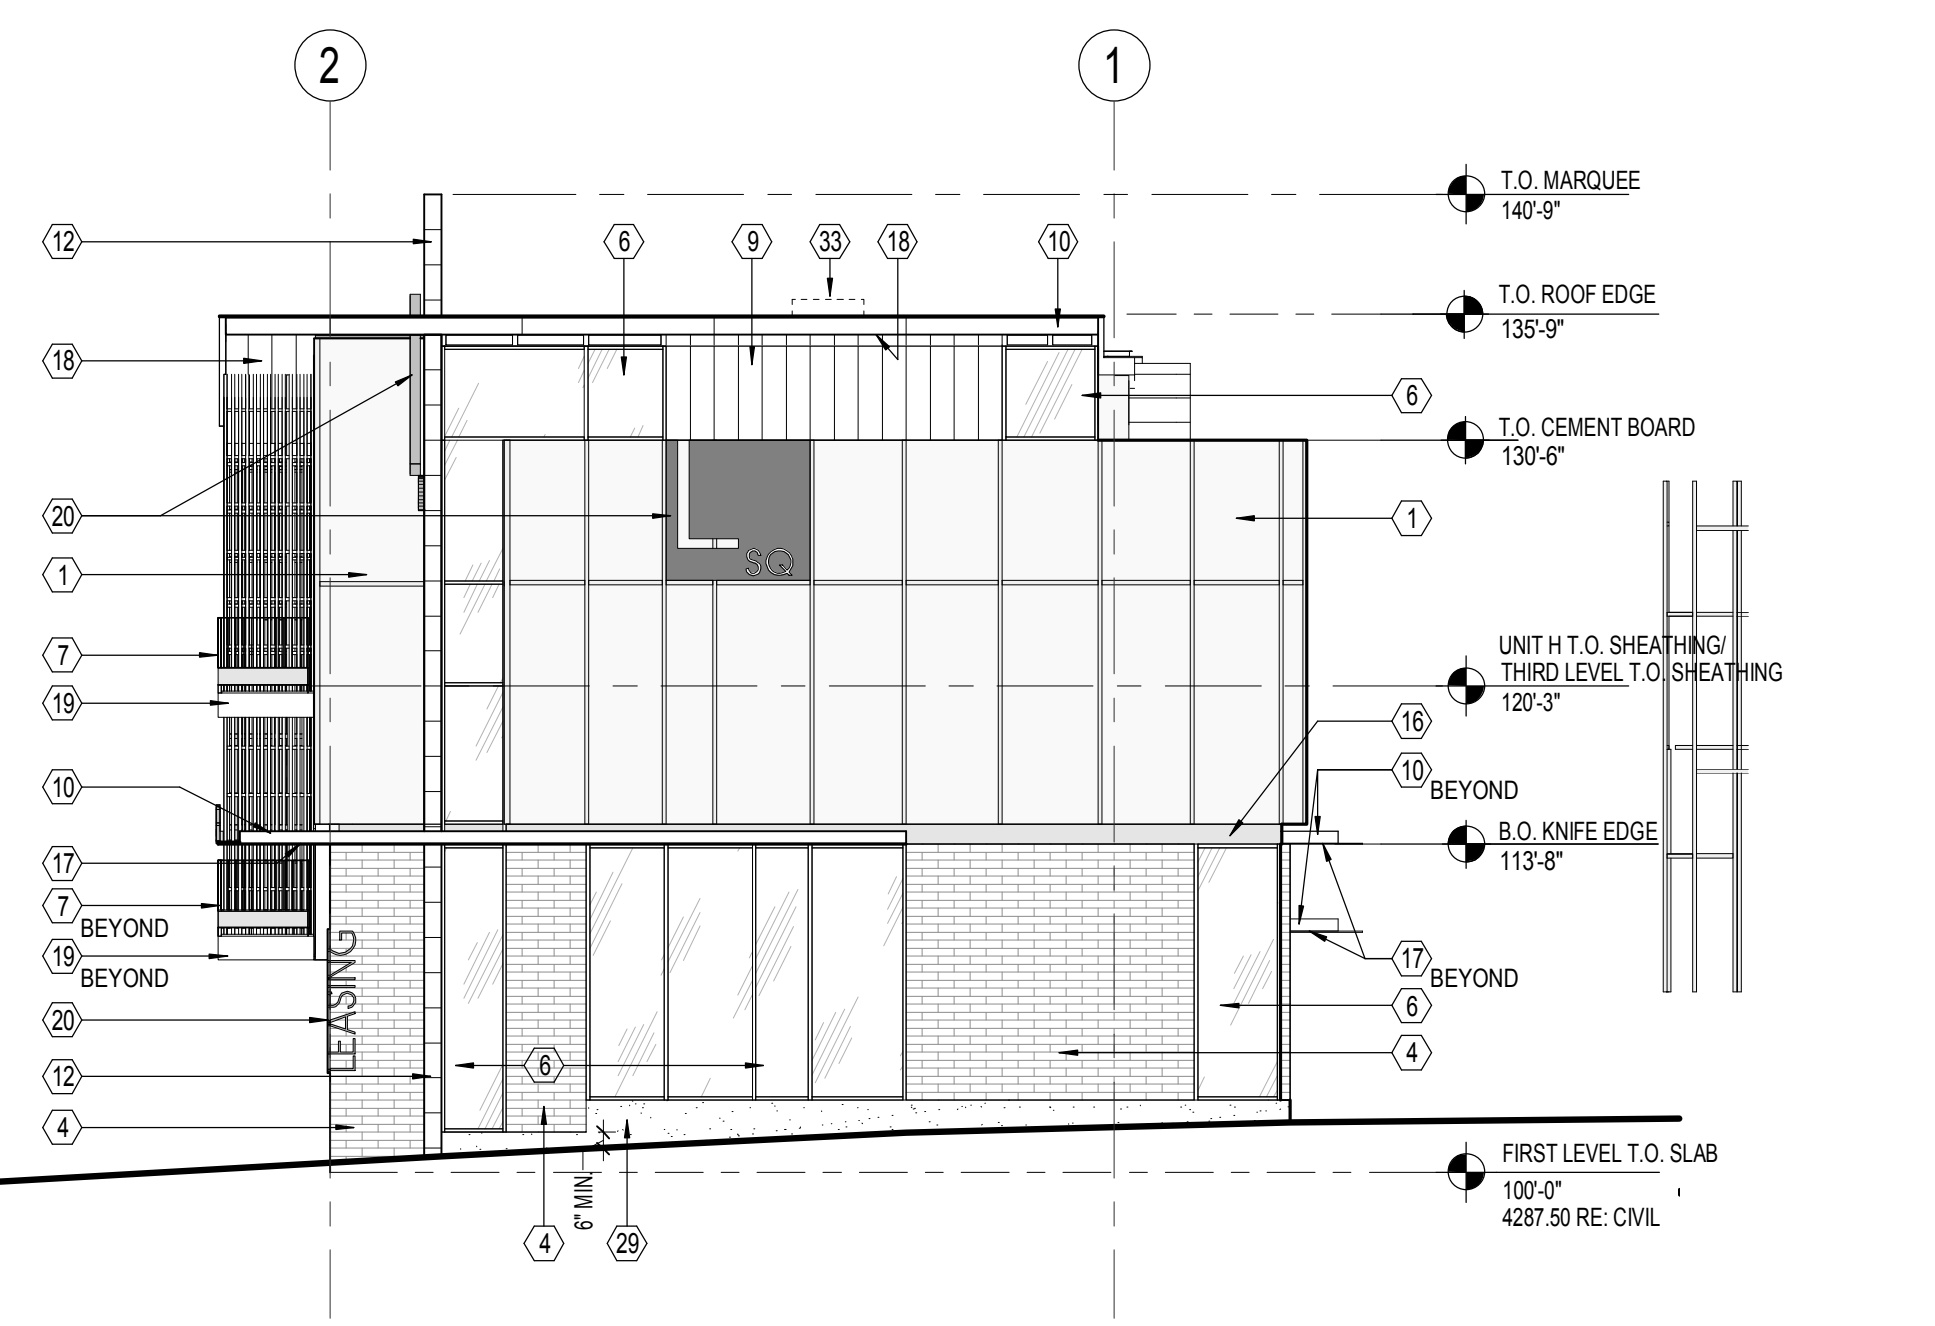 2
1
T.O. MARQUEE
140'-9"
12
6
9
33
18
10
T.O. ROOF EDGE
135'-9"
18
6
T.O. CEMENT BOARD
130'-6"
20
1
SQ
1
7
UNIT H T.O. SHEATHING/
THIRD LEVEL T.O. SHEATHING
120'-3"
19
16
10
10
BEYOND
B.O. KNIFE EDGE
113'-8"
17
7
BEYOND
19
BEYOND
17
BEYOND
LEASING
20
6
12
6
4
4
FIRST LEVEL T.O. SLAB
100'-0"
4287.50 RE: CIVIL
6" MIN.
4
29